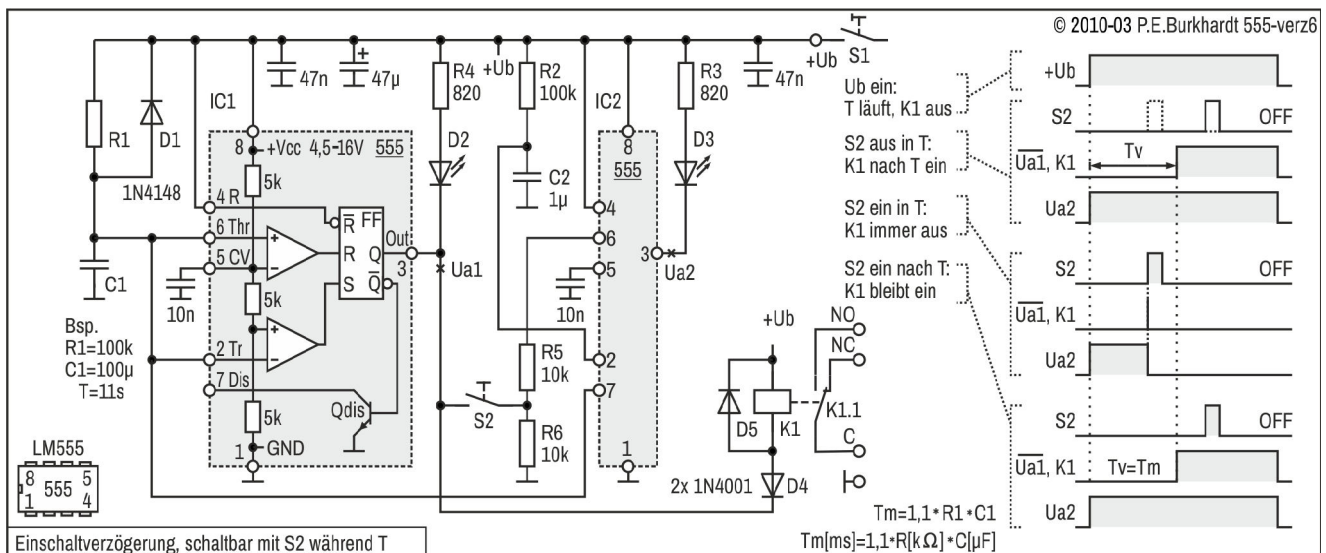 © 2010-03 P.E.Burkhardt 555-verz6
+Ub
S1
47n
+
47µ
R4
820
+Ub
R2
100k
R3
820
47n
IC1
IC2
R1
D1
1N4148
8
+Vcc 4,5-16V 555
5k
4 R
6 Thr
5 CV
R
FF
R
S
Q
Q
Out
3
+
−
5k
+
−
2 Tr
7 Dis
Qdis
5k
1
GND
C1
10n
Bsp.
R1=100k
C1=100µ
T=11s
D2
Ua1
C2
1µ
8
555
4
6
5
3
2
7
1
10n
D3
Ua2
R5
10k
R6
10k
S2
+Ub
NO
NC
D5
K1
K1.1
C
2x 1N4001
D4
LM555
8
5
555
1
4
Einschaltverzögerung, schaltbar mit S2 während T
Tm=1,1*R1*C1
Tm[ms]=1,1*R[kΩ]*C[µF]
Ub ein:
T läuft, K1 aus
S2 aus in T:
K1 nach T ein
S2 ein in T:
K1 immer aus
S2 ein nach T:
K1 bleibt ein
+Ub
S2
OFF
Ua1, K1
Tv
Ua2
S2
OFF
Ua1, K1
Ua2
S2
OFF
Ua1, K1
Tv=Tm
Ua2